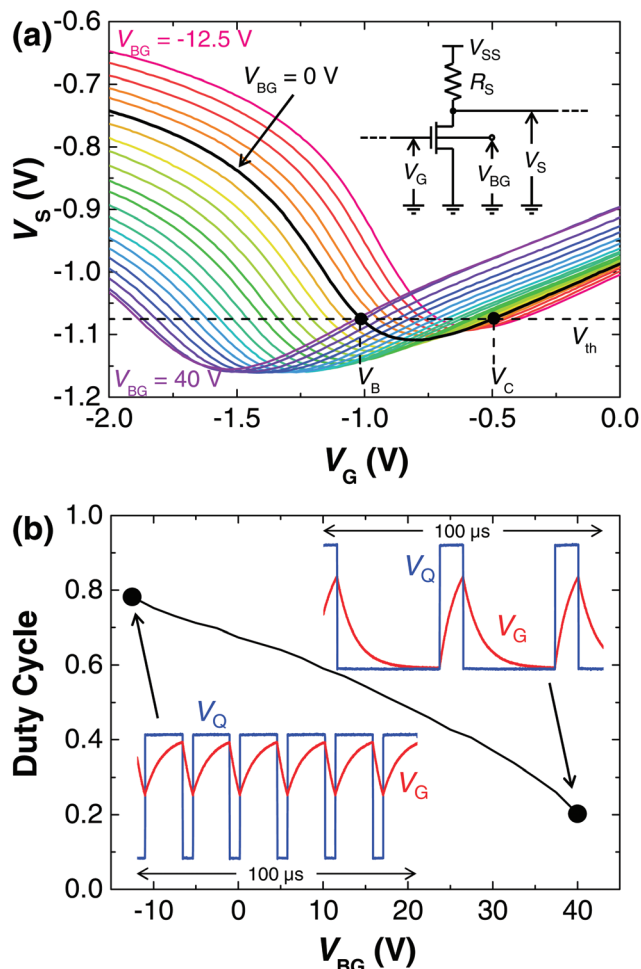 (a)
V_BG = -12.5 V
V_BG = 0 V
V_SS
R_S
V_G
V_BG
V_S
V_th
V_B
V_C
V_BG = 40 V
V_S (V)
-0.6
-0.7
-0.8
-0.9
-1.0
-1.1
-1.2
-2.0 -1.5 -1.0 -0.5 0.0
V_G (V)
(b)
Duty Cycle
1.0
0.8
0.6
0.4
0.2
0.0
100 µs
V_Q
V_G
V_Q
V_G
100 µs
-10 0 10 20 30 40
V_BG (V)